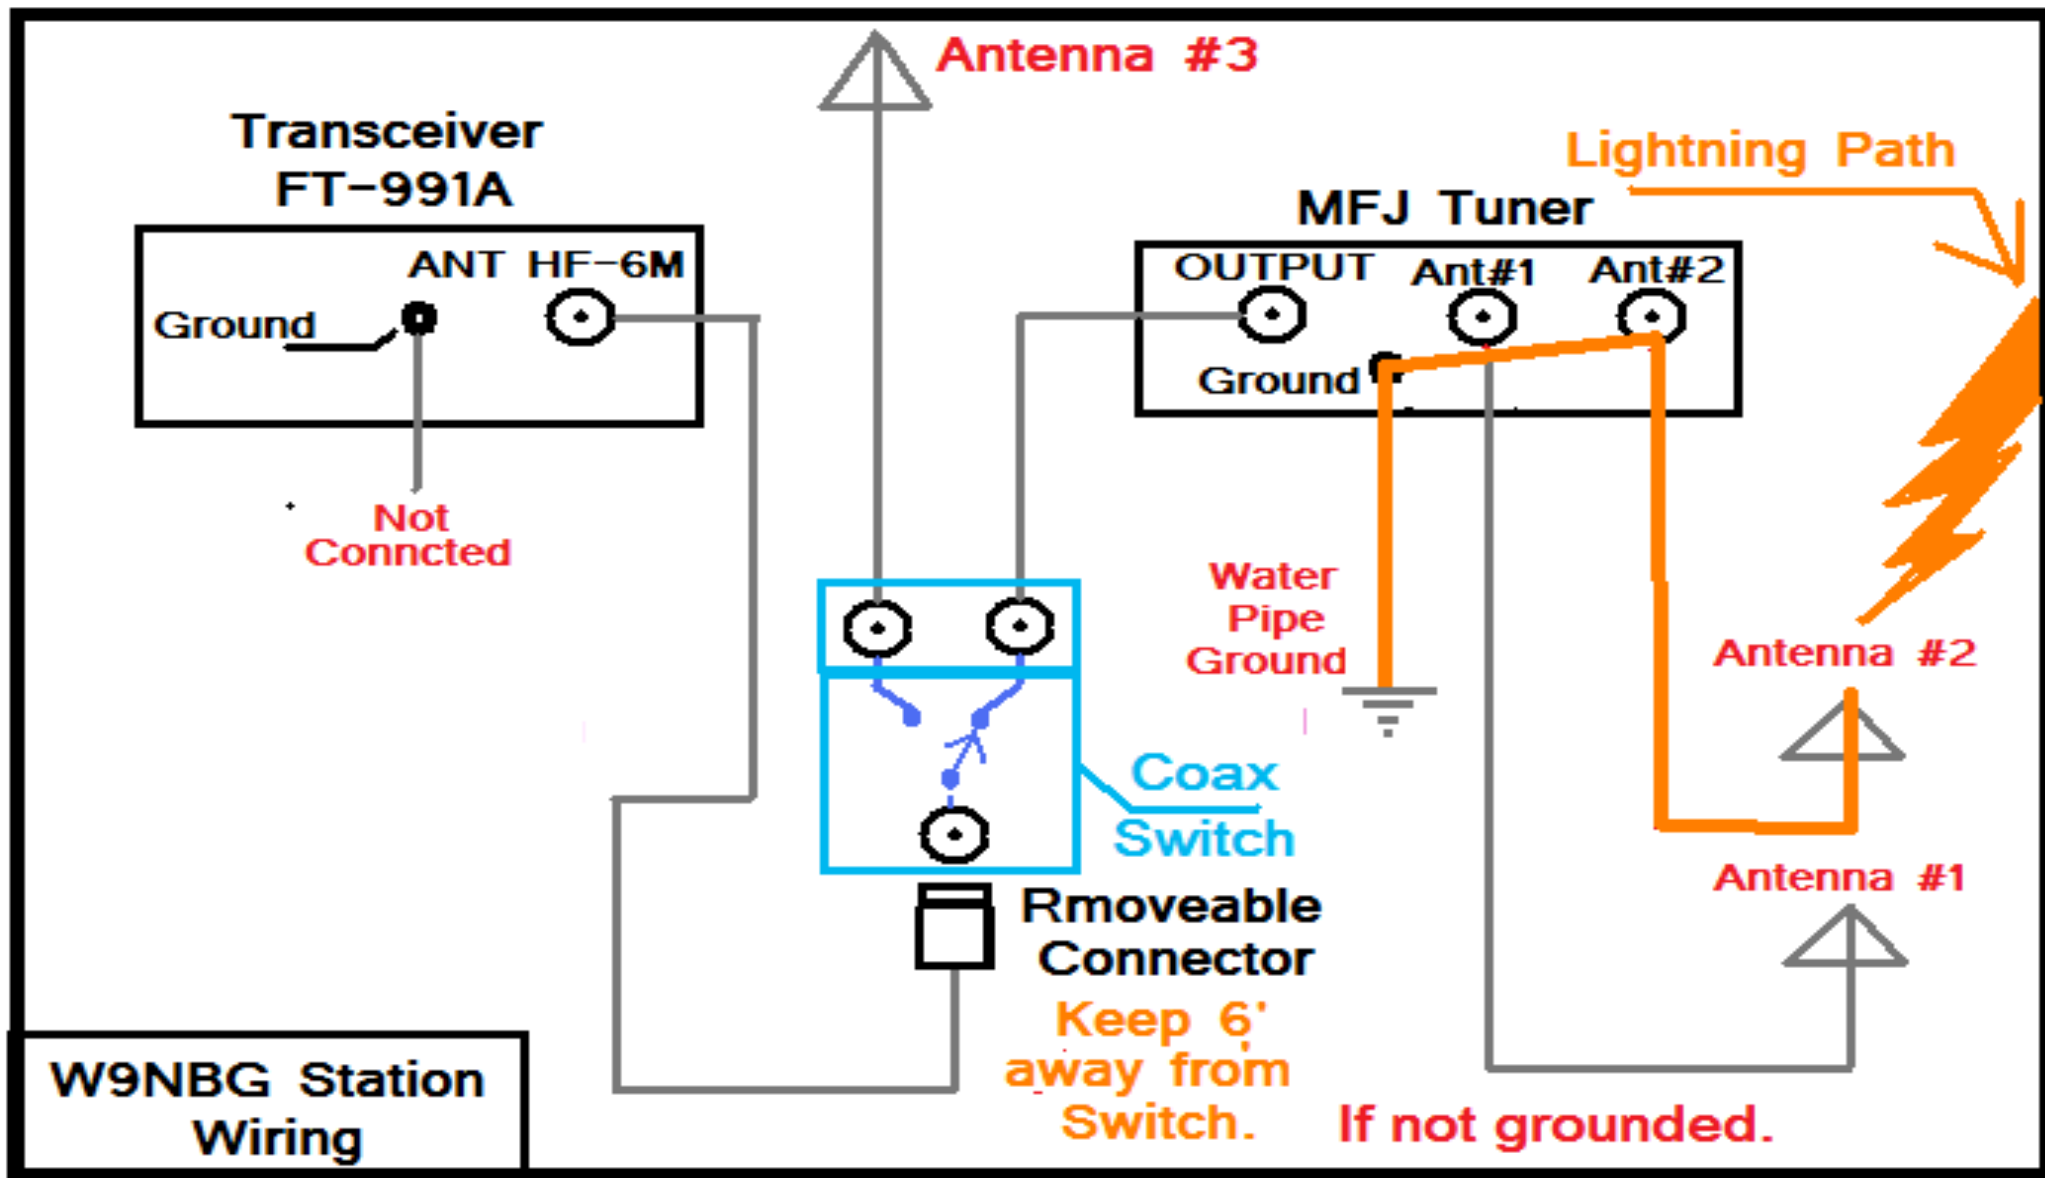 Antenna #3
Transceiver
FT-991A
Lightning Path
MFJ Tuner
ANT HF-6M
Ground
OUTPUT Ant#1 Ant#2
Ground
Not
Conncted
Water
Pipe
Ground
Antenna #2
Coax
Switch
Antenna #1
Rmoveable
Connector
Keep 6'
away from
Switch.
If not grounded.
W9NBG Station
Wiring